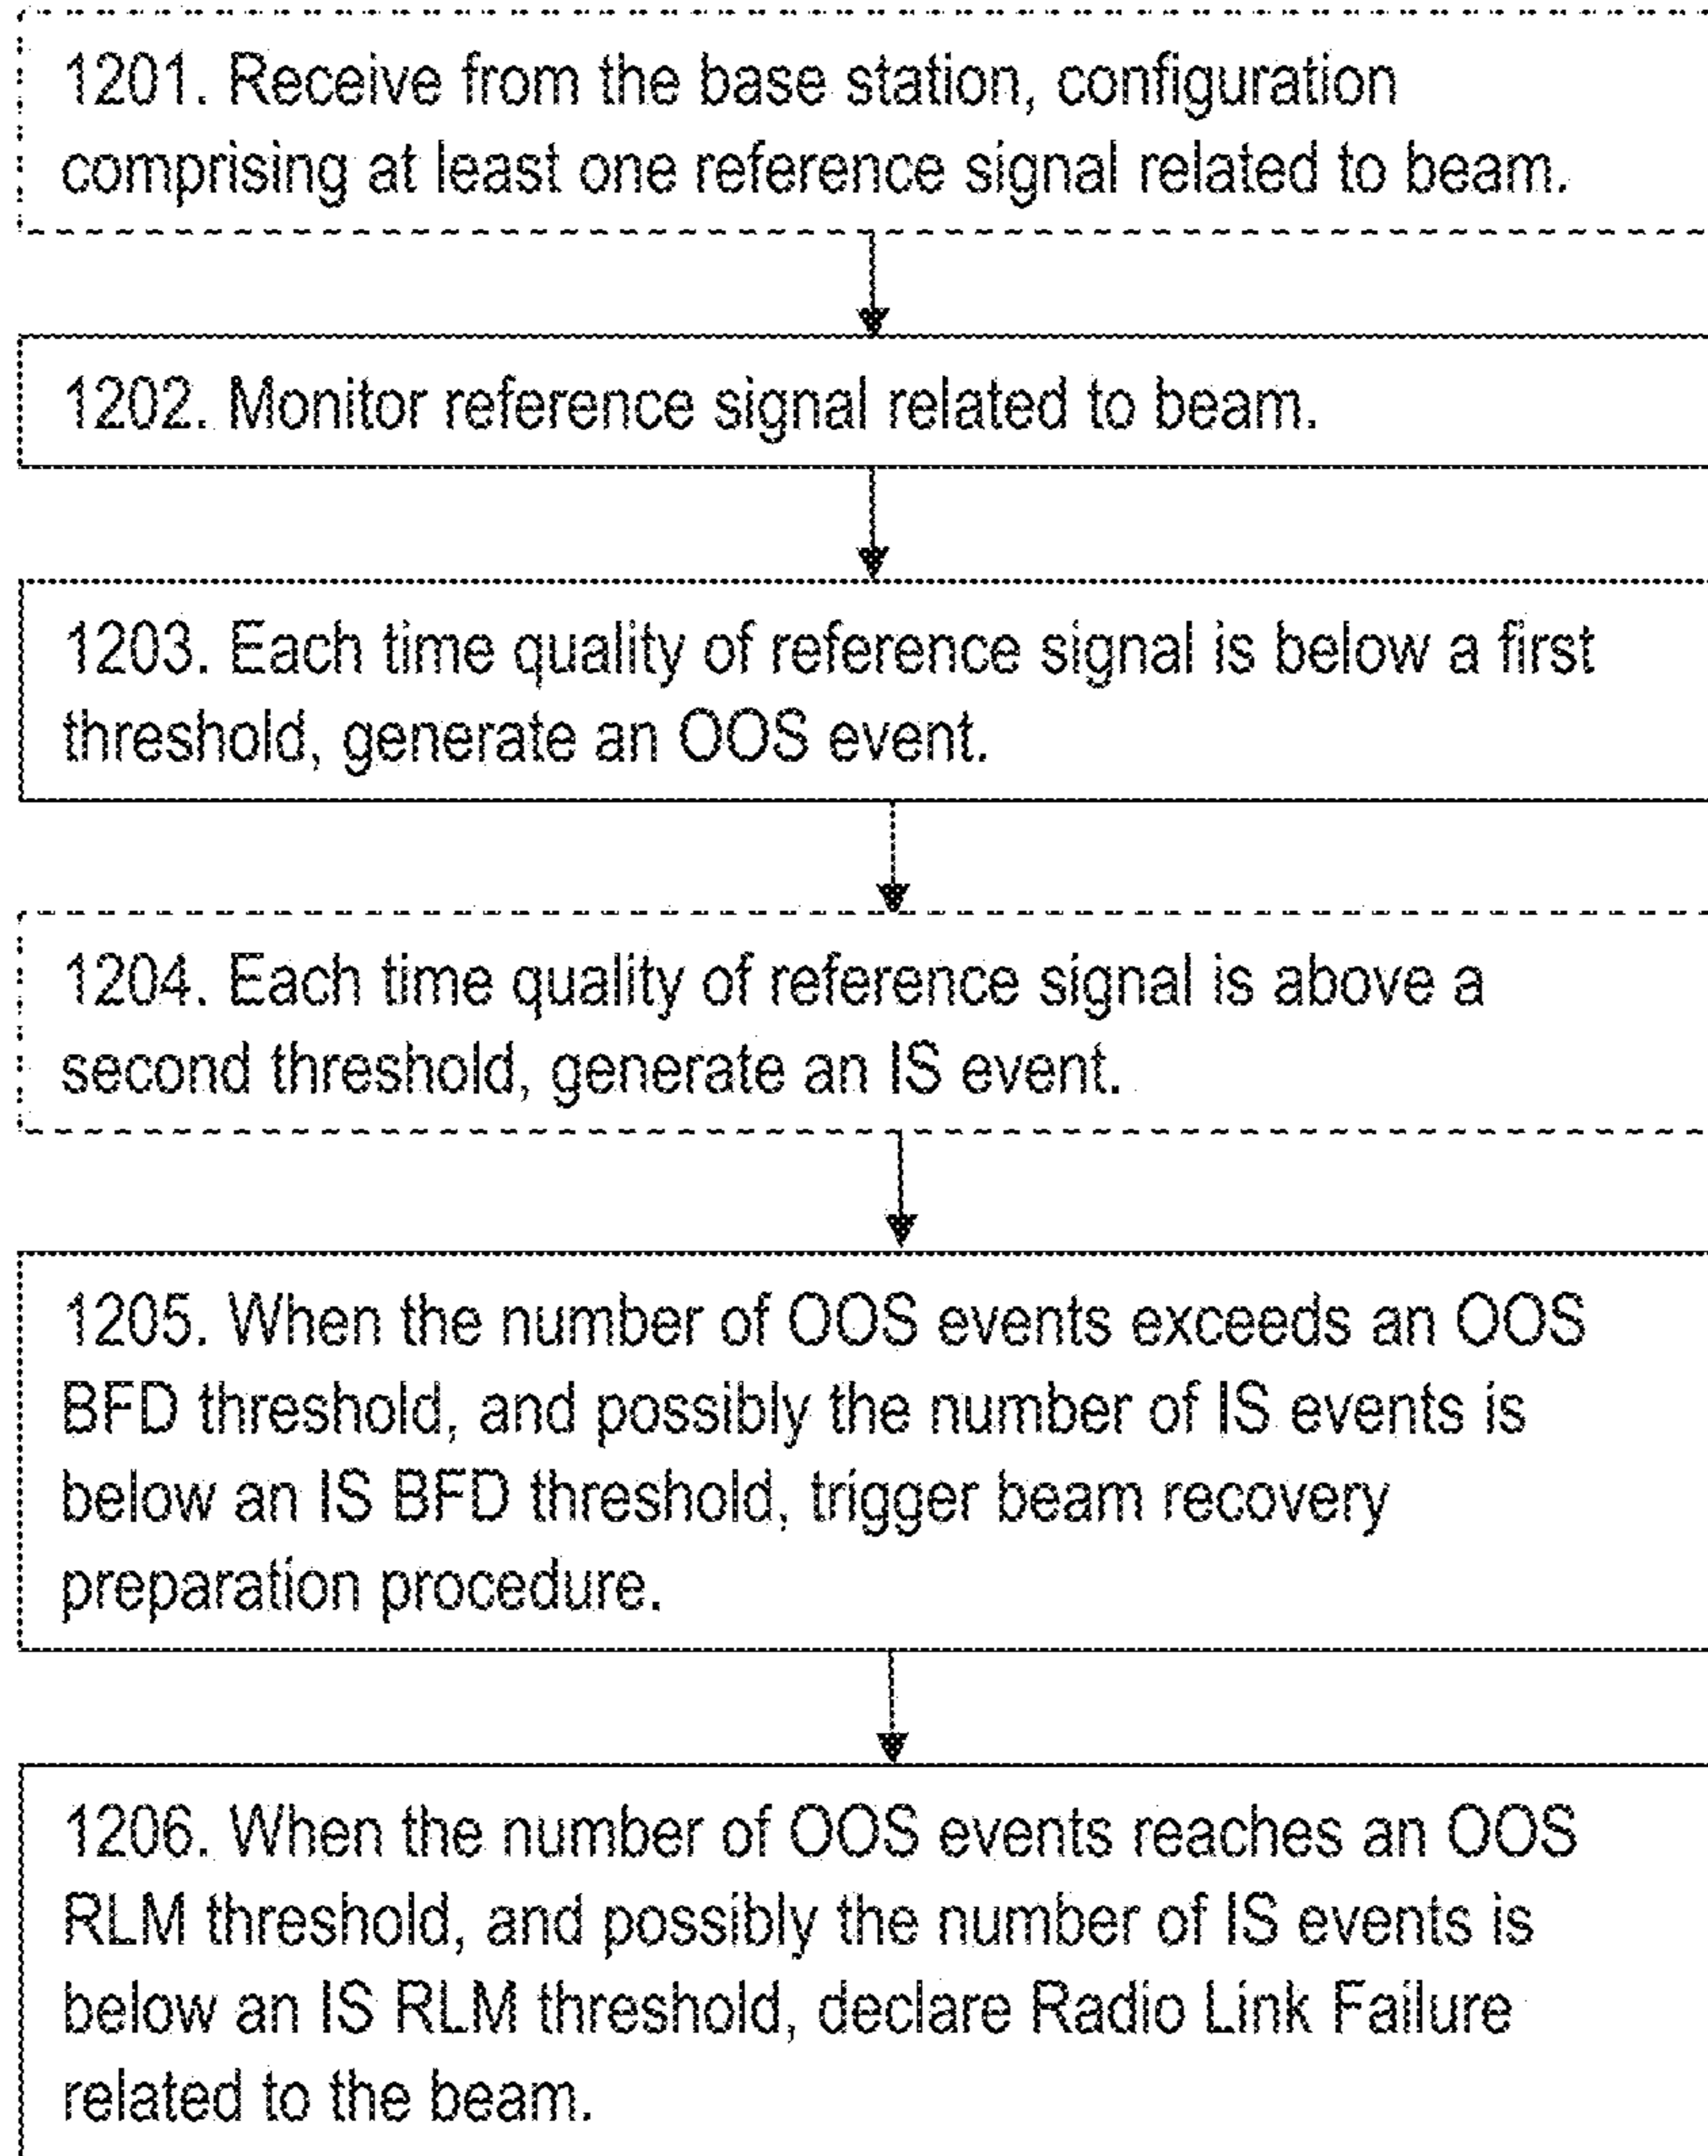 1201. Receive from the base station, configuration
comprising at least one reference signal related to beam.
1202. Monitor reference signal related to beam.
1203. Each time quality of reference signal is below a first
threshold, generate an OOS event.
1204. Each time quality of reference signal is above a
second threshold, generate an IS event.
1205. When the number of OOS events exceeds an OOS
BFD threshold, and possibly the number of IS events is
below an IS BFD threshold, trigger beam recovery
preparation procedure.
1206. When the number of OOS events reaches an OOS
RLM threshold, and possibly the number of IS events is
below an IS RLM threshold, declare Radio Link Failure
related to the beam.